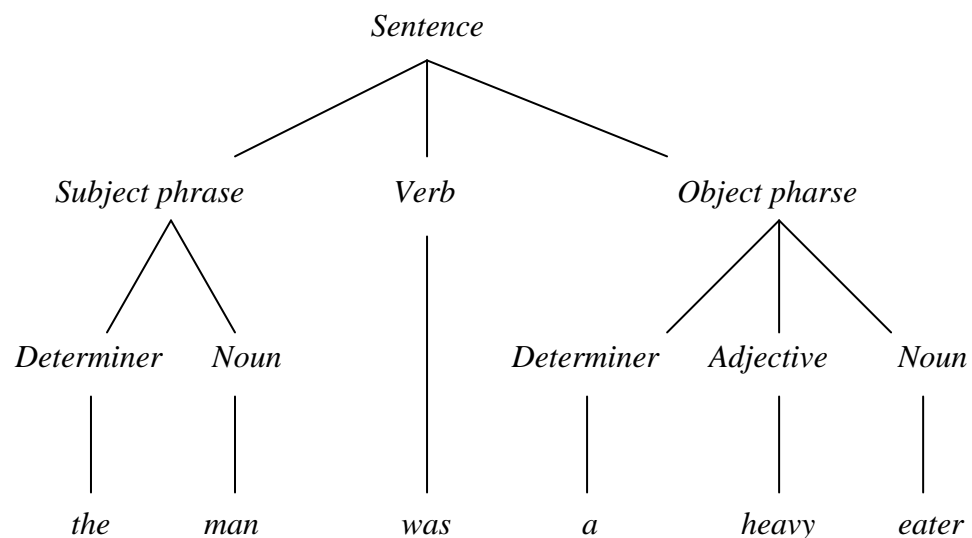 Sentence
Subject phrase Verb Object pharse
Determiner Noun Determiner Adjective Noun
the man was a heavy eater